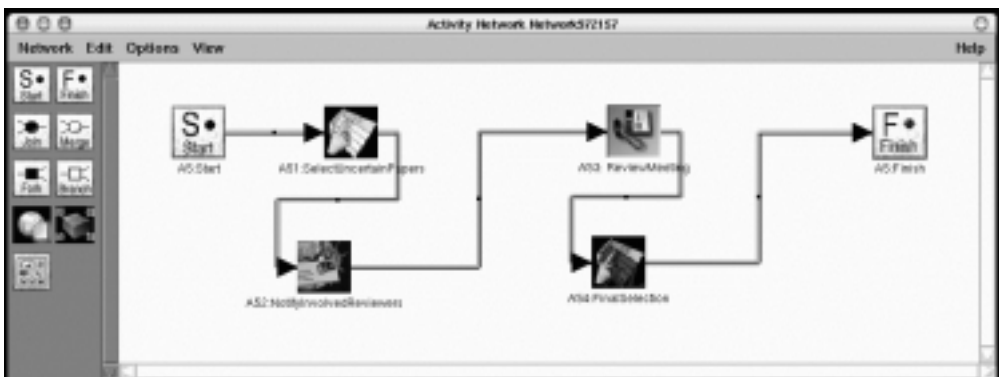 Activity Network Network572157
Network Edit Options View Help
S Start F Finish
Join Merge
Fork Branch
S Start
A5:Start
A51:SelectUncertainPapers
A53: ReviewMeeting
F Finish
A5:Finish
A52:NotifyInvolvedReviewers
A54:FinalSelection